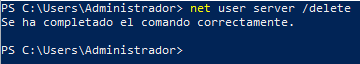 PS C:\Users\Administrador> net user server /delete
Se ha completado el comando correctamente.
PS C:\Users\Administrador>